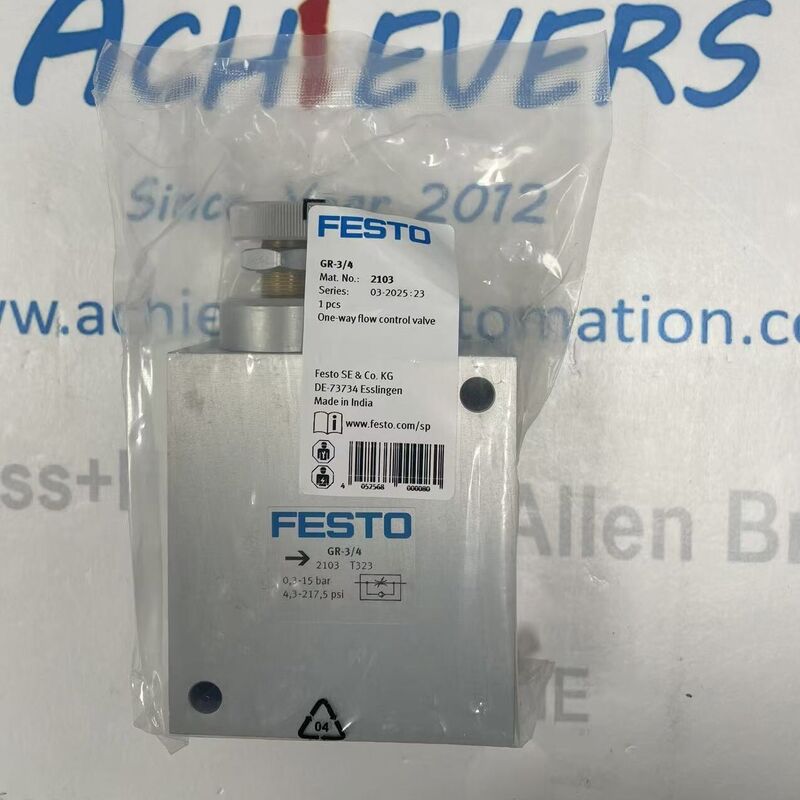 ACHIEVERS
Since Year 2012
www.achie
tomation.com
FESTO
GR-3/4
Mat. No.: 2103
Series: 03-2025:23
1 pcs
One-way flow control valve
Festo SE & Co. KG
DE-73734 Esslingen
Made in India
www.festo.com/sp
4 052568 000080
ss+
Allen Br
FESTO
GR-3/4
2103 T323
0,3-15 bar
4,3-217,5 psi
04